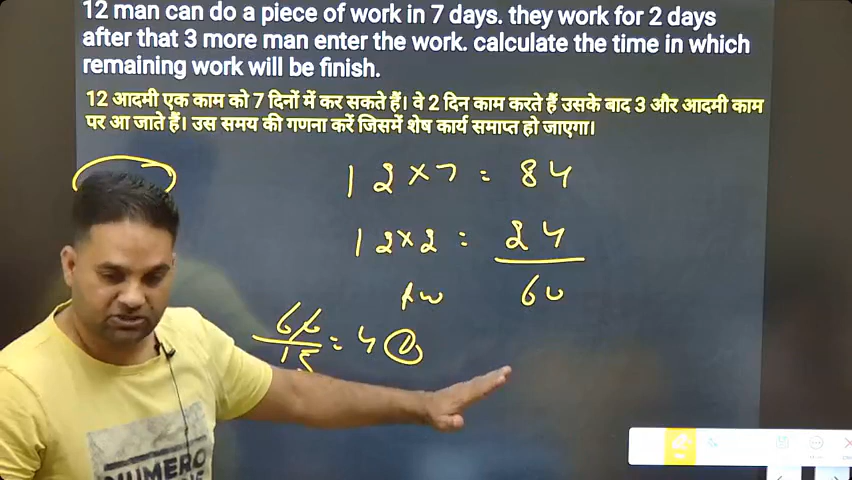 12 man can do a piece of work in 7 days. they work for 2 days
after that 3 more man enter the work. calculate the time in which
remaining work will be finish.
12 आदमी एक काम को 7 दिनों में कर सकते हैं। वे 2 दिन काम करते हैं उसके बाद 3 और आदमी काम
पर आ जाते हैं। उस समय की गणना करें जिसमें शेष कार्य समाप्त हो जाएगा।
12×7 = 84
12×2 = 24
60
60/15 = 4
NUMERO